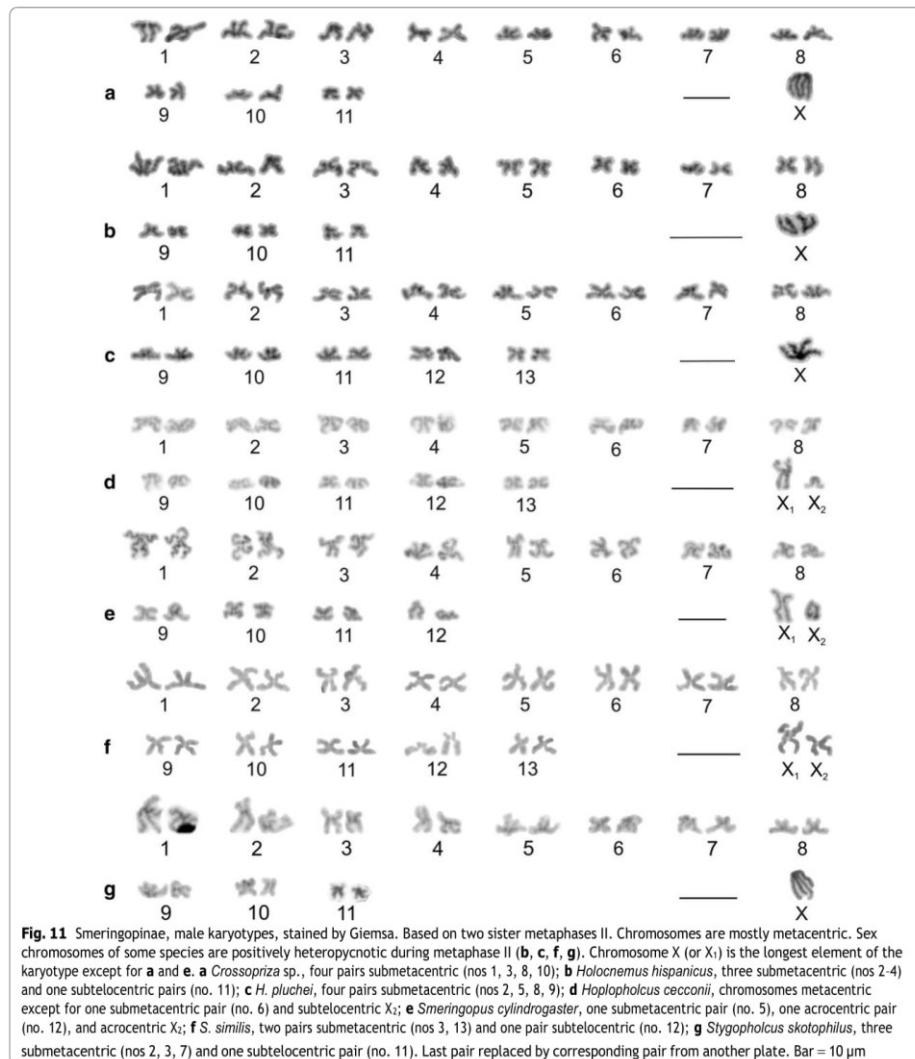 1 2 3 4 5 6 7 8
a
9 10 11 X
1 2 3 4 5 6 7 8
b
9 10 11 X
1 2 3 4 5 6 7 8
c
9 10 11 12 13 X
1 2 3 4 5 6 7 8
d
9 10 11 12 13 X₁ X₂
1 2 3 4 5 6 7 8
e
9 10 11 12 X₁ X₂
1 2 3 4 5 6 7 8
f
9 10 11 12 13 X₁ X₂
1 2 3 4 5 6 7 8
g
9 10 11 X
Fig. 11 Smeringopinae, male karyotypes, stained by Giemsa. Based on two sister metaphases II. Chromosomes are mostly metacentric. Sex
chromosomes of some species are positively heteropycnotic during metaphase II (b, c, f, g). Chromosome X (or X₁) is the longest element of the
karyotype except for a and e. a Crossopriza sp., four pairs submetacentric (nos 1, 3, 8, 10); b Holocnemus hispanicus, three submetacentric (nos 2-4)
and one subtelocentric pairs (no. 11); c H. pluchei, four pairs submetacentric (nos 2, 5, 8, 9); d Hoplopholcus cecconii, chromosomes metacentric
except for one submetacentric pair (no. 6) and subtelocentric X₂; e Smeringopus cylindrogaster, one submetacentric pair (no. 5), one acrocentric pair
(no. 12), and acrocentric X₂; f S. similis, two pairs submetacentric (nos 3, 13) and one pair subtelocentric (no. 12); g Stygopholcus skotophilus, three
submetacentric (nos 2, 3, 7) and one subtelocentric pair (no. 11). Last pair replaced by corresponding pair from another plate. Bar = 10 μm